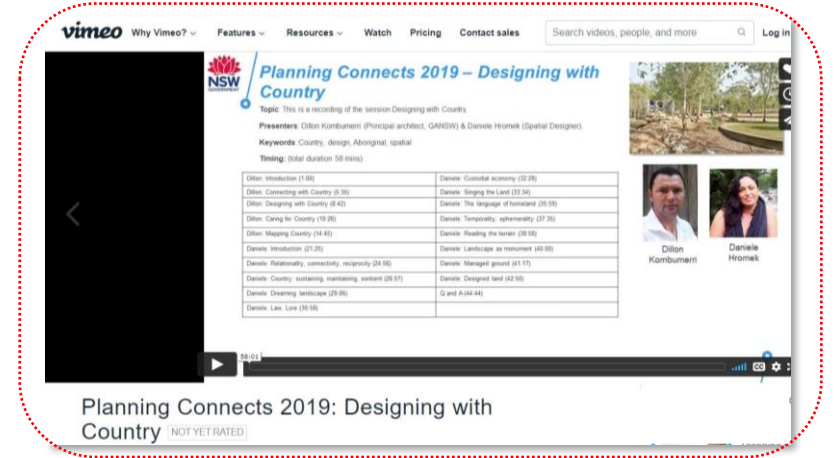 vimeo Why Vimeo? Features Resources Watch Pricing Contact sales Search videos, people, and more Log in
NSW
GOVERNMENT
Planning Connects 2019 – Designing with
Country
Topic: This is a recording of the session Designing with Country
Presenters: Dillon Kombumerri (Principal architect, GANSW) & Daniele Hromek (Spatial Designer).
Keywords: Country, design, Aboriginal, spatial
Timing: (total duration 58 mins)
Dillon: Introduction (1:00) Daniele: Custodial economy (32:28)
Dillon: Connecting with Country (5:35) Daniele: Singing the Land (33:34)
Dillon: Designing with Country (8:42) Daniele: The language of homeland (35:59)
Dillon: Caring for Country (10:26) Daniele: Temporality, ephemerality (37:35)
Dillon: Mapping Country (14:45) Daniele: Reading the terrain (38:58)
Daniele: Introduction (21:25) Daniele: Landscape as monument (40:00)
Daniele: Relationality, connectivity, reciprocity (24:56) Daniele: Managed ground (41:17)
Daniele: Country: sustaining, maintaining, sentient (26:57) Daniele: Designed land (42:50)
Daniele: Dreaming landscape (29:06) Q and A (44:44)
Daniele: Law, Lore (30:58)
Dillon
Kombumerri
Daniele
Hromek
58:01
CC
Planning Connects 2019: Designing with
Country NOT YET RATED